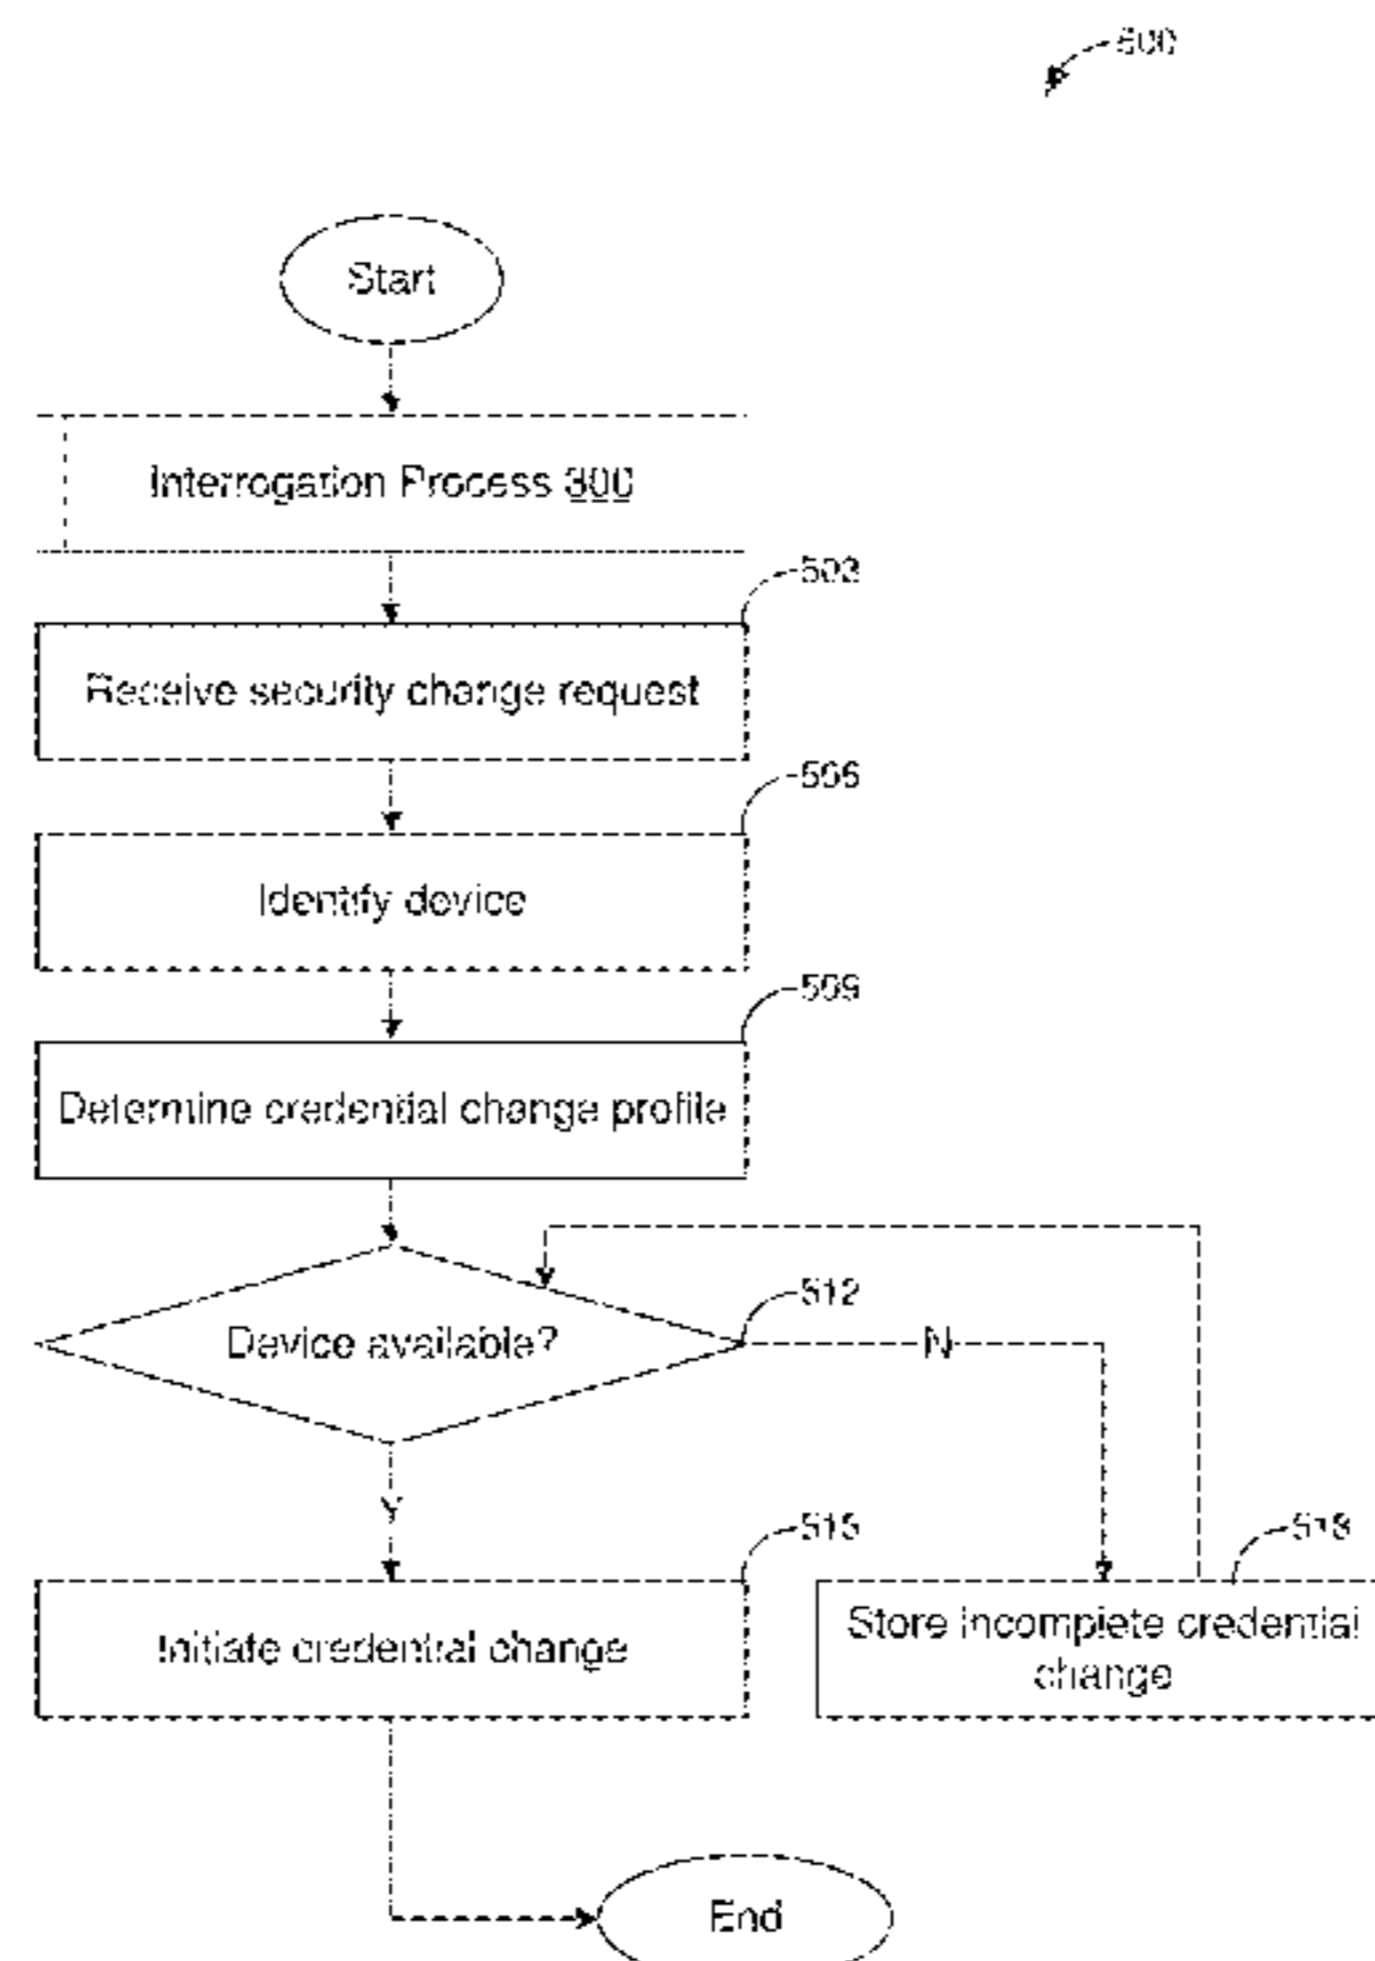 500
Start
Interrogation Process 300
503
Receive security change request
506
Identify device
509
Determine credential change profile
512
Device available?
N
Y
515
518
Initiate credential change
Store incomplete credential
change
End